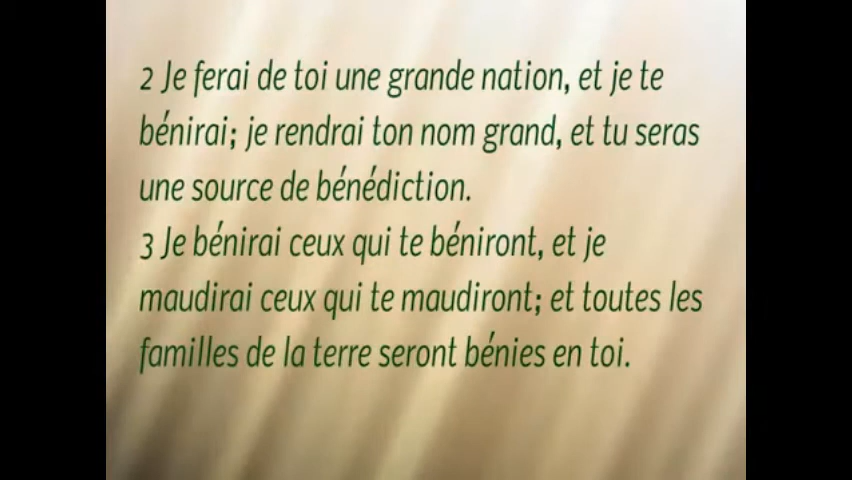 2 Je ferai de toi une grande nation, et je te
bénirai; je rendrai ton nom grand, et tu seras
une source de bénédiction.
3 Je bénirai ceux qui te béniront, et je
maudirai ceux qui te maudiront; et toutes les
familles de la terre seront bénies en toi.